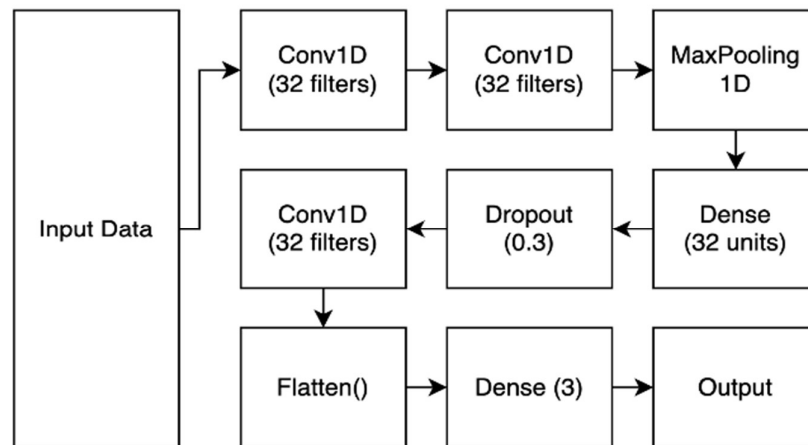 Input Data
Conv1D
(32 filters)
Conv1D
(32 filters)
MaxPooling
1D
Dense
(32 units)
Dropout
(0.3)
Conv1D
(32 filters)
Flatten()
Dense (3)
Output